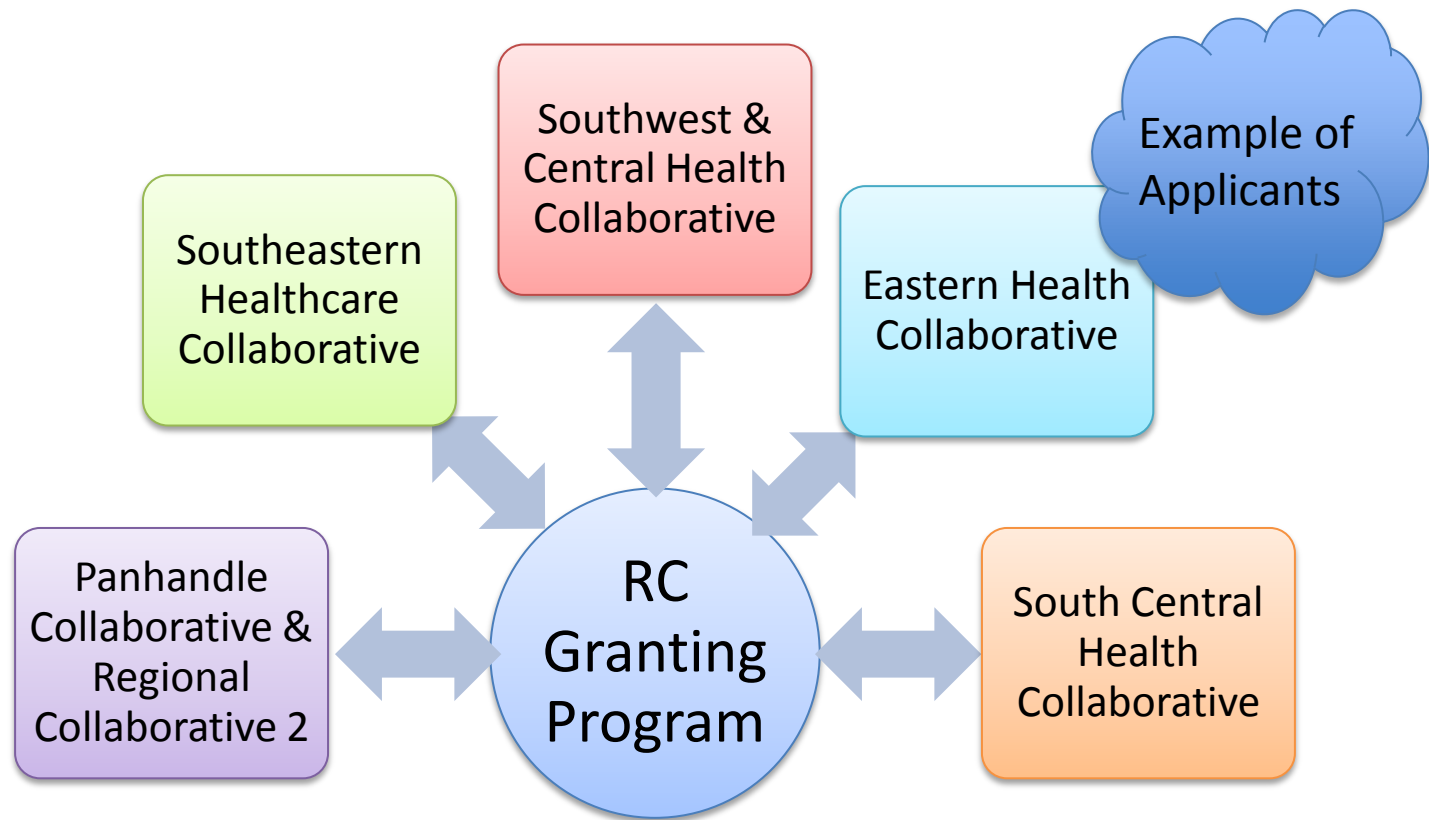 Southwest &
Central Health
Collaborative
Example of
Applicants
Southeastern
Healthcare
Collaborative
Eastern Health
Collaborative
Panhandle
Collaborative &
Regional
Collaborative 2
RC
Granting
Program
South Central
Health
Collaborative